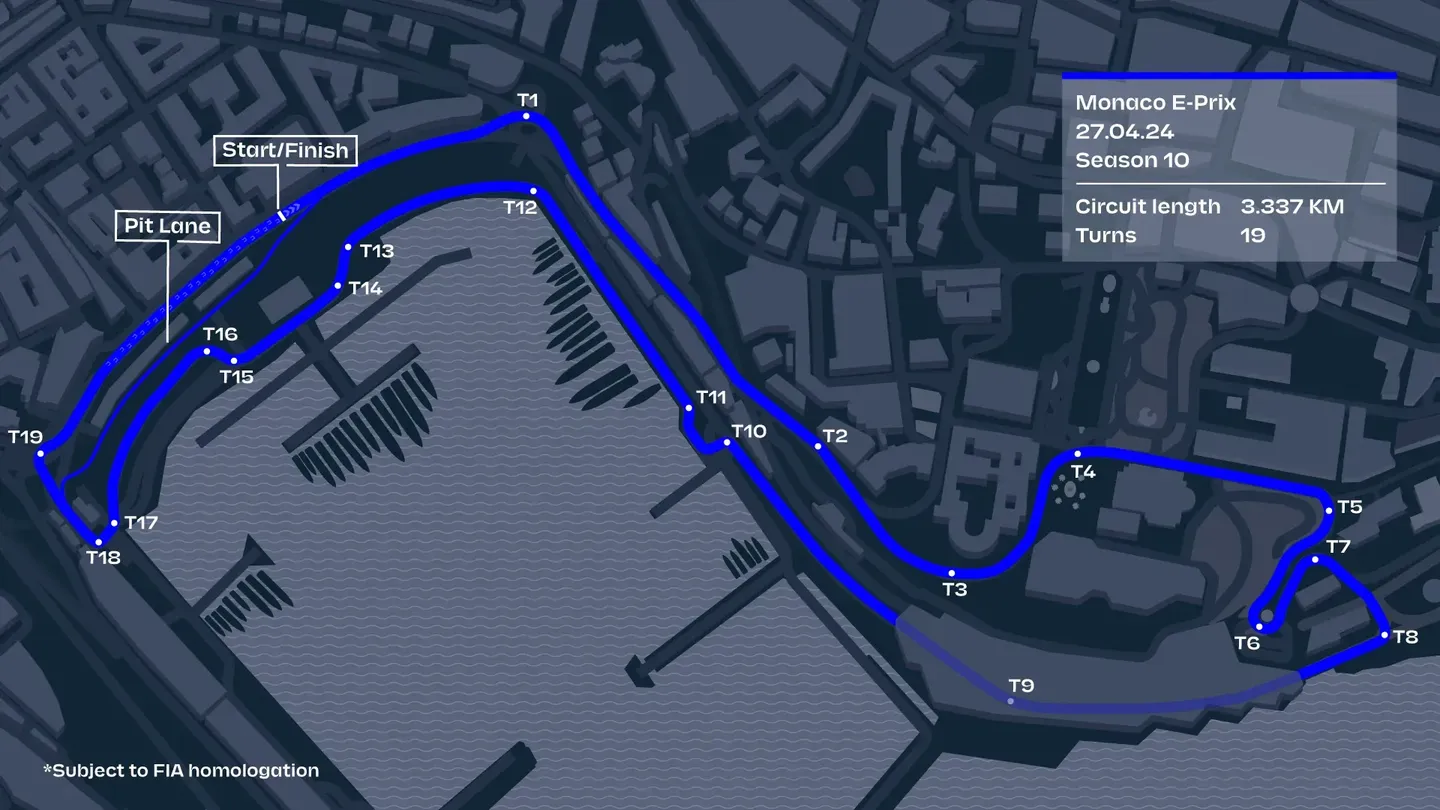 Monaco E-Prix
27.04.24
Season 10
Circuit length 3.337 KM
Turns 19
Start/Finish
Pit Lane
T1
T2
T3
T4
T5
T6
T7
T8
T9
T10
T11
T12
T13
T14
T15
T16
T17
T18
T19
*Subject to FIA homologation